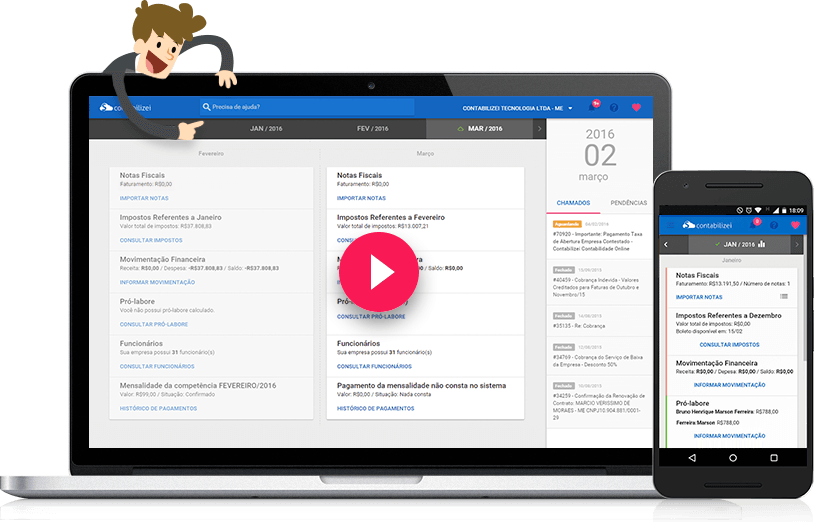 contabilizei
Precisa de ajuda?
CONTABILIZEI TECNOLOGIA LTDA - ME
9+
JAN / 2016
FEV / 2016
MAR / 2016
Fevereiro
Notas Fiscais
Faturamento: R$0,00
IMPORTAR NOTAS
Impostos Referentes a Janeiro
Valor total de impostos: R$37.808,83
CONSULTAR IMPOSTOS
Movimentação Financeira
Receita: R$0,00 / Despesa: -R$37.808,83 / Saldo: -R$37.808,83
INFORMAR MOVIMENTAÇÃO
Pró-labore
Você não possui pró-labore calculado
CONSULTAR PRÓ-LABORE
Funcionários
Sua empresa possui 31 funcionário(s)
CONSULTAR FUNCIONÁRIOS
Mensalidade da competência FEVEREIRO/2016
Valor: R$99,00 / Situação: Confirmado
HISTÓRICO DE PAGAMENTOS
Março
Notas Fiscais
Faturamento: R$0,00
IMPORTAR NOTAS
Impostos Referentes a Fevereiro
Valor total de impostos: R$13.007,21
Saldo: R$0,00
CONSULTAR PRÓ-LABORE
Funcionários
Sua empresa possui 31 funcionário(s)
CONSULTAR FUNCIONÁRIOS
Pagamento da mensalidade não consta no sistema
Valor: R$0,00 / Situação: Nada consta
HISTÓRICO DE PAGAMENTOS
2016
02
março
CHAMADOS
PENDÊNCIAS
Aguardando 04/02/2016
#70920 - Importante: Pagamento Taxa
de Abertura Empresa Contestado -
Contabilizei Contabilidade Online
Fechado
#40459 - Cobrança Indevida - Valores
Creditados para Faturas de Outubro e
Novembro/15
Fechado
#35135 - Re: Cobrança
Fechado
#34769 - Cobrança do Serviço de Baixa
da Empresa - Desconto 50%
Fechado
#34259 - Confirmação da Renovação de
Contrato: MARCIO VERISSIMO DE
MORAES - ME CNPJ10.904.881/0001-
29
18:09
contabilizei
JAN / 2016
Janeiro
Notas Fiscais
Faturamento: R$13.191,50 / Número de notas: 1
IMPORTAR NOTAS
Impostos Referentes a Dezembro
Valor total de impostos: R$0,00
Boleto disponível em: 15/02
CONSULTAR IMPOSTOS
Movimentação Financeira
Receita: R$0,00 / Depesa: R$0,00 / Saldo: R$0,00
INFORMAR MOVIMENTAÇÃO
Pró-labore
Bruno Henrique Marson Ferreira: R$788,00
Ferreira Marson: R$788,00
INFORMAR MOVIMENTAÇÃO